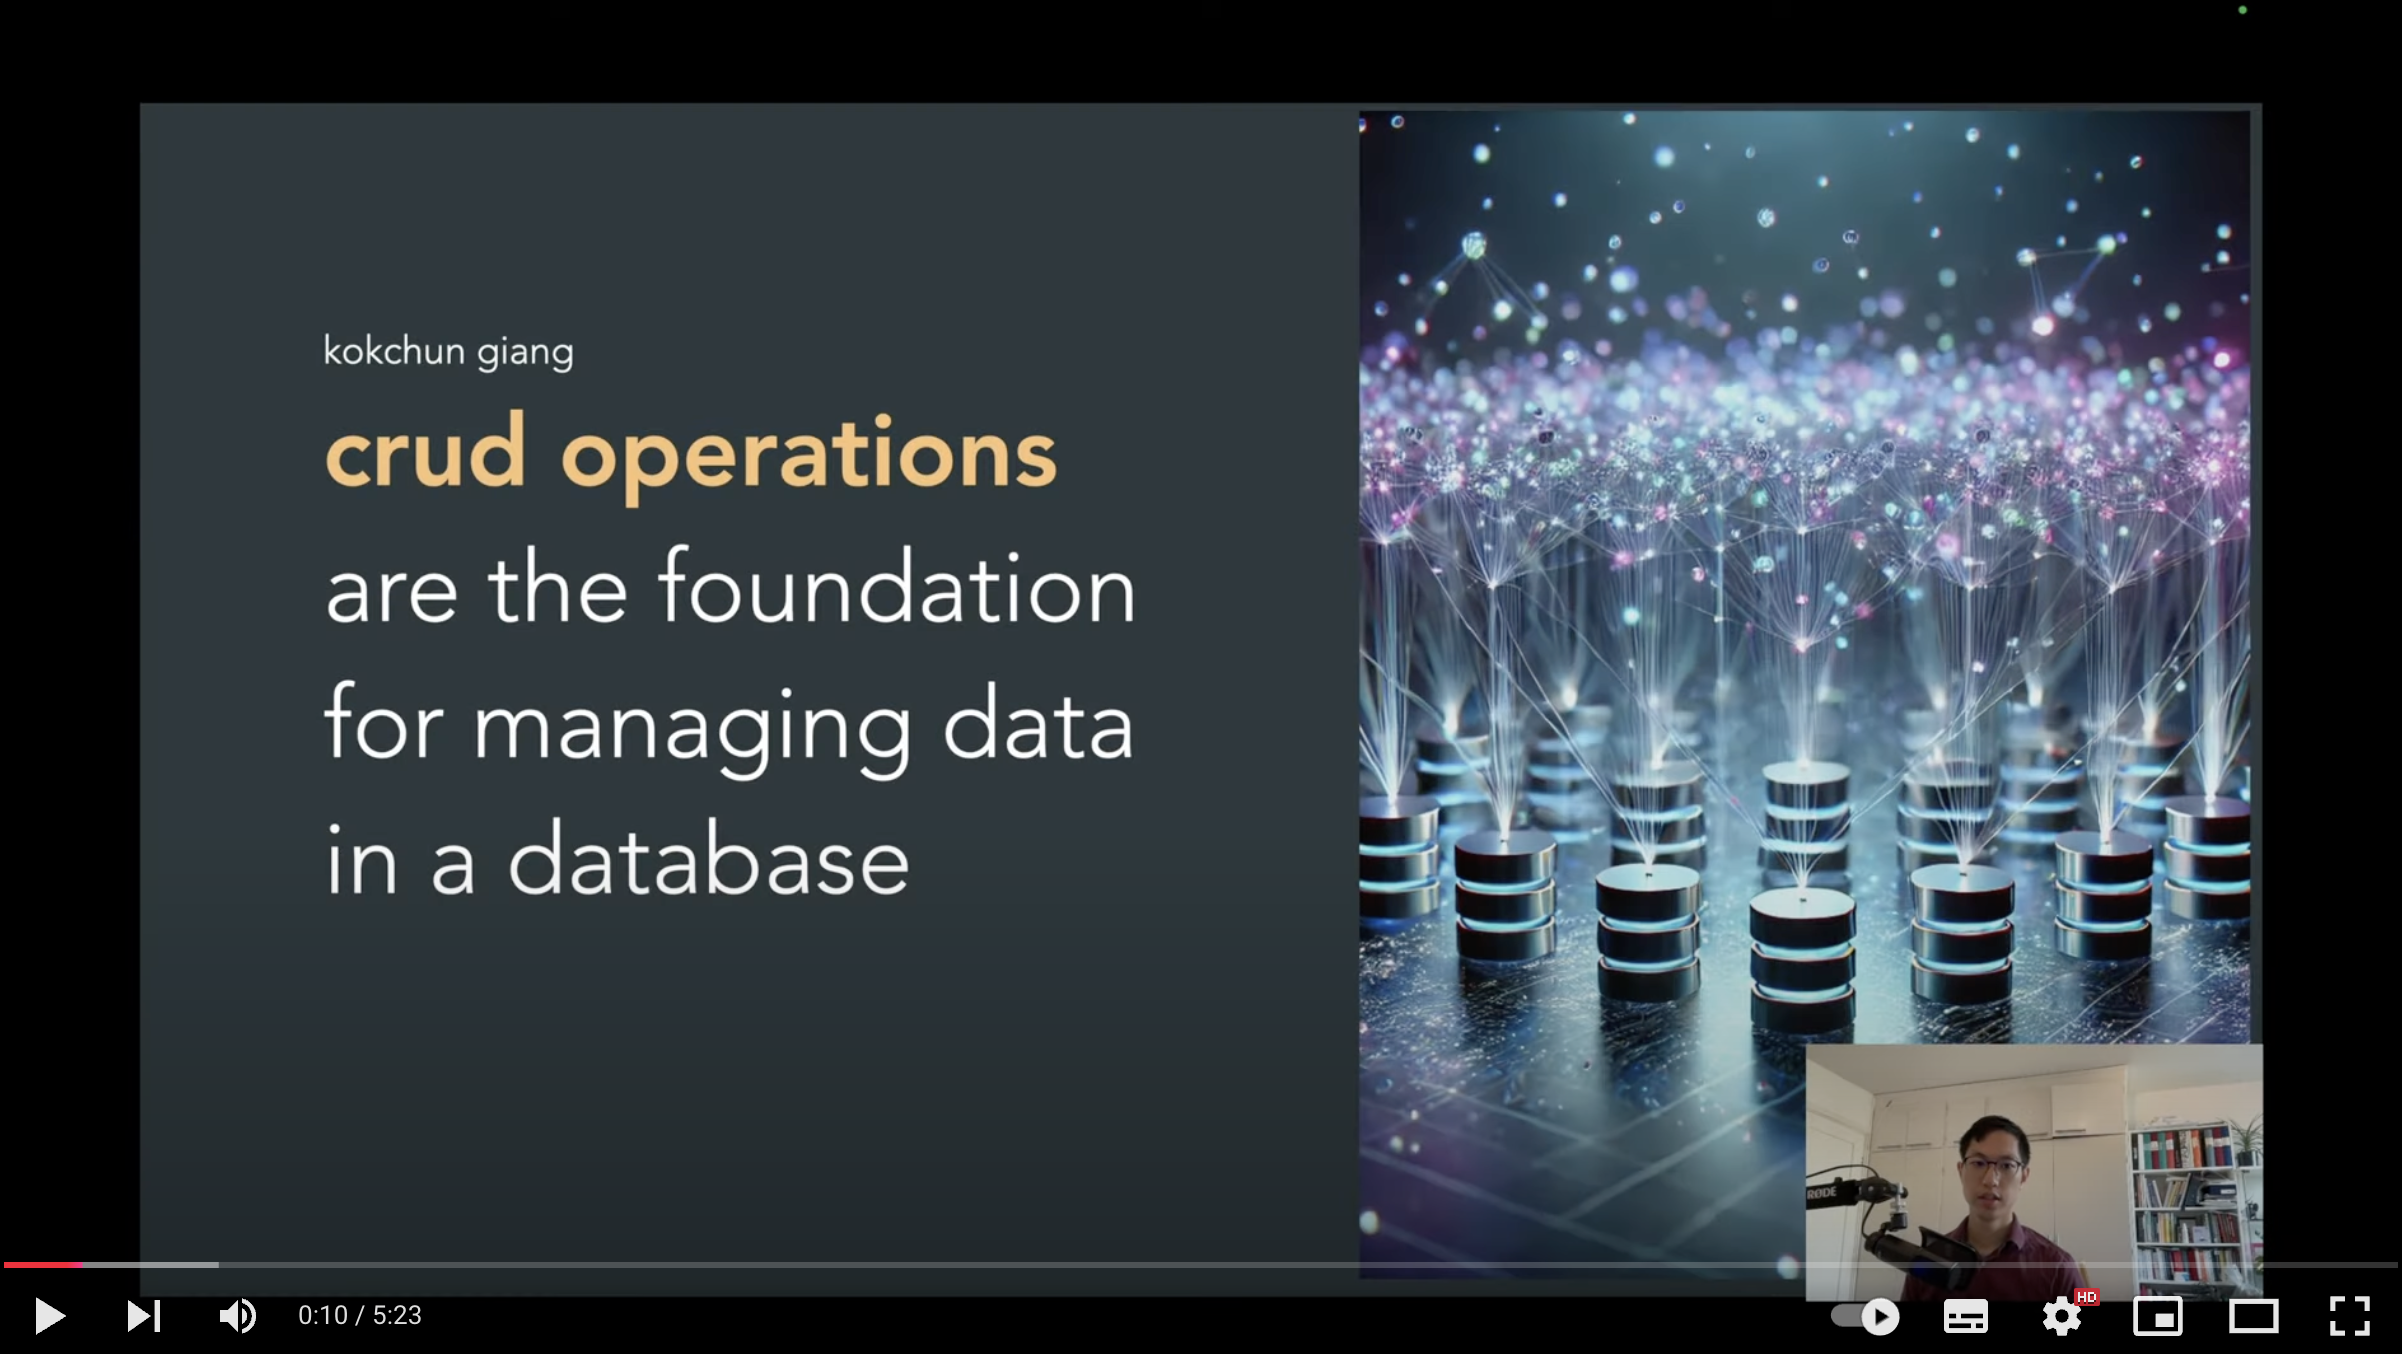 kokchun giang
crud operations
are the foundation
for managing data
in a database
RØDE
0:10 / 5:23
HD